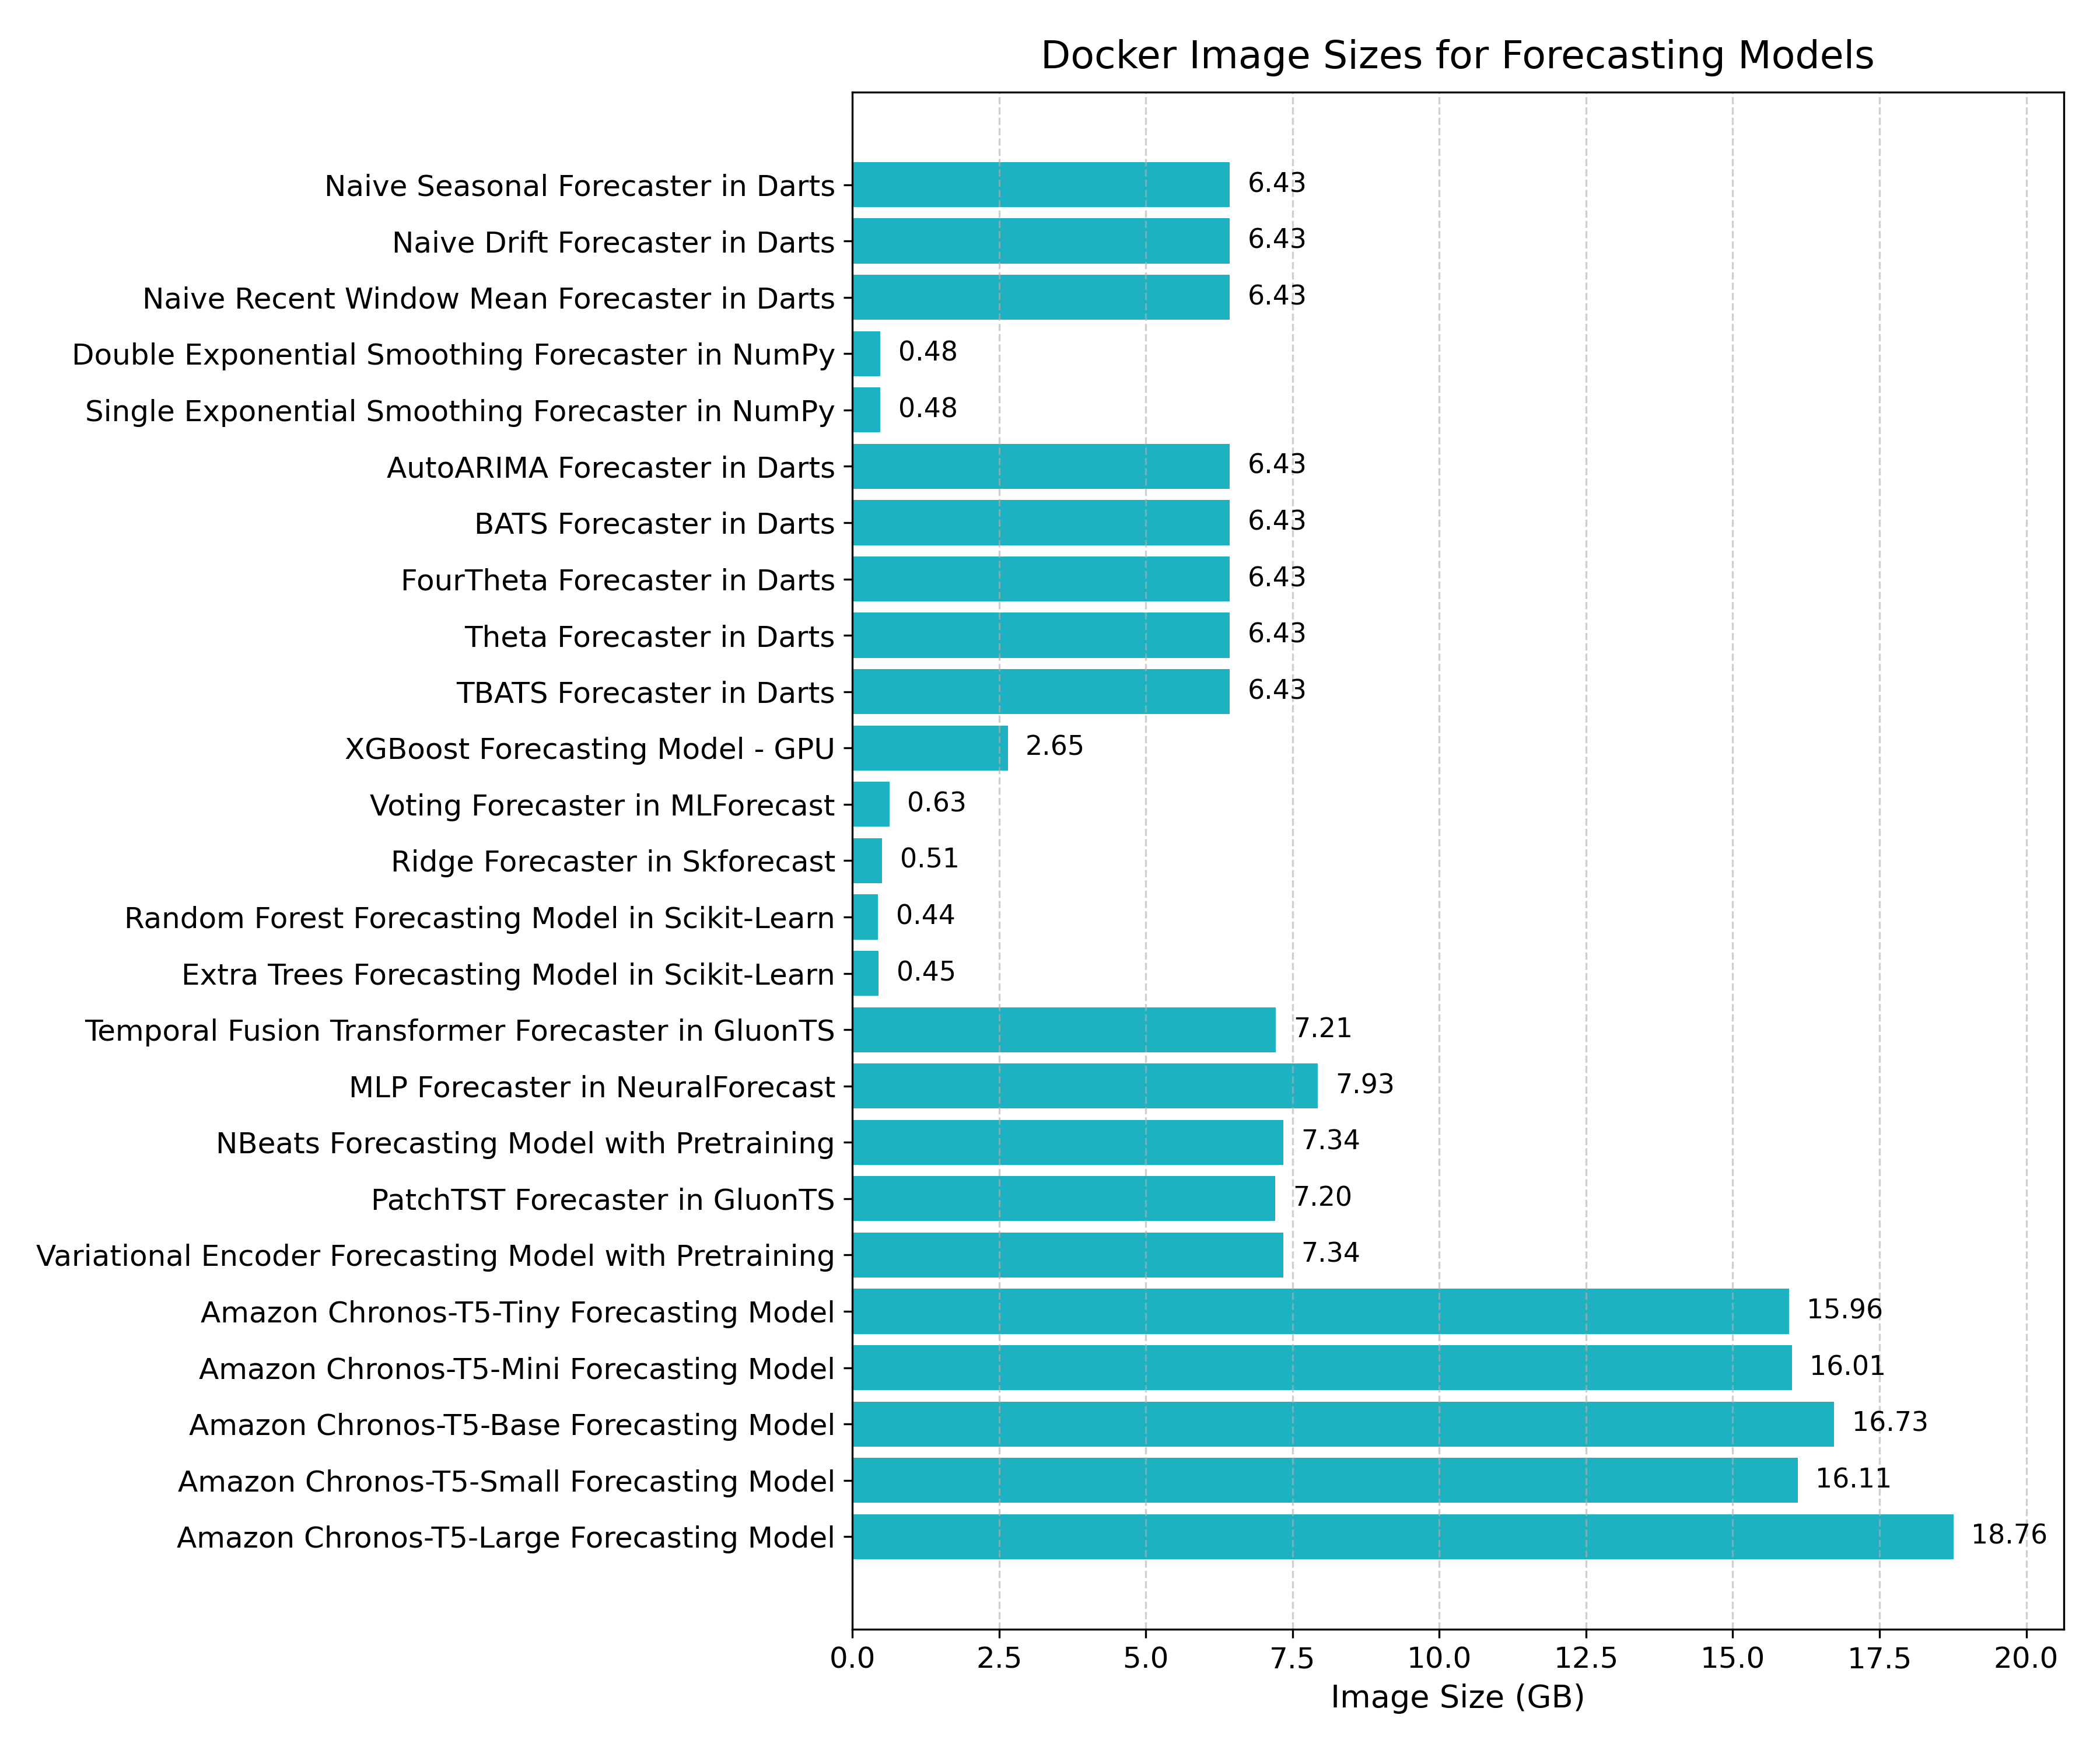 Docker Image Sizes for Forecasting Models
Naive Seasonal Forecaster in Darts 6.43
Naive Drift Forecaster in Darts 6.43
Naive Recent Window Mean Forecaster in Darts 6.43
Double Exponential Smoothing Forecaster in NumPy 0.48
Single Exponential Smoothing Forecaster in NumPy 0.48
AutoARIMA Forecaster in Darts 6.43
BATS Forecaster in Darts 6.43
FourTheta Forecaster in Darts 6.43
Theta Forecaster in Darts 6.43
TBATS Forecaster in Darts 6.43
XGBoost Forecasting Model - GPU 2.65
Voting Forecaster in MLForecast 0.63
Ridge Forecaster in Skforecast 0.51
Random Forest Forecasting Model in Scikit-Learn 0.44
Extra Trees Forecasting Model in Scikit-Learn 0.45
Temporal Fusion Transformer Forecaster in GluonTS 7.21
MLP Forecaster in NeuralForecast 7.93
NBeats Forecasting Model with Pretraining 7.34
PatchTST Forecaster in GluonTS 7.20
Variational Encoder Forecasting Model with Pretraining 7.34
Amazon Chronos-T5-Tiny Forecasting Model 15.96
Amazon Chronos-T5-Mini Forecasting Model 16.01
Amazon Chronos-T5-Base Forecasting Model 16.73
Amazon Chronos-T5-Small Forecasting Model 16.11
Amazon Chronos-T5-Large Forecasting Model 18.76
0.0 2.5 5.0 7.5 10.0 12.5 15.0 17.5 20.0
Image Size (GB)